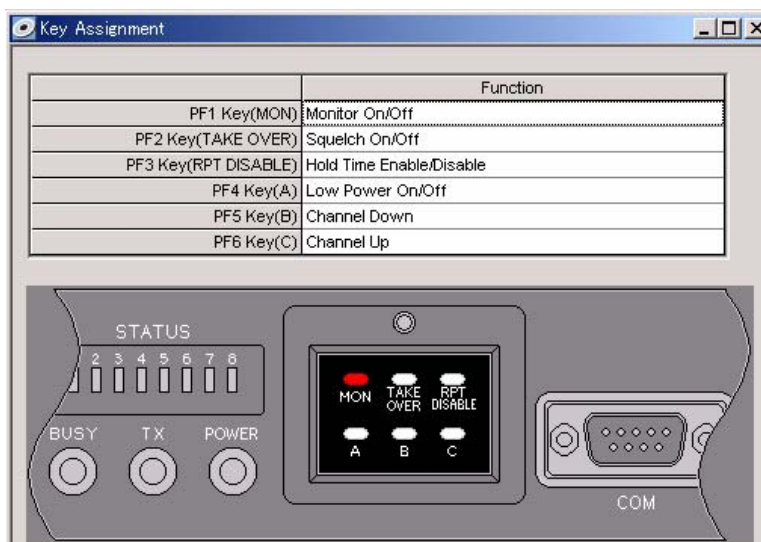 Key Assignment
Function
PF1 Key(MON) Monitor On/Off
PF2 Key(TAKE OVER) Squelch On/Off
PF3 Key(RPT DISABLE) Hold Time Enable/Disable
PF4 Key(A) Low Power On/Off
PF5 Key(B) Channel Down
PF6 Key(C) Channel Up
STATUS
2 3 4 5 6 7 8
BUSY TX POWER
MON TAKE OVER RPT DISABLE
A B C
COM